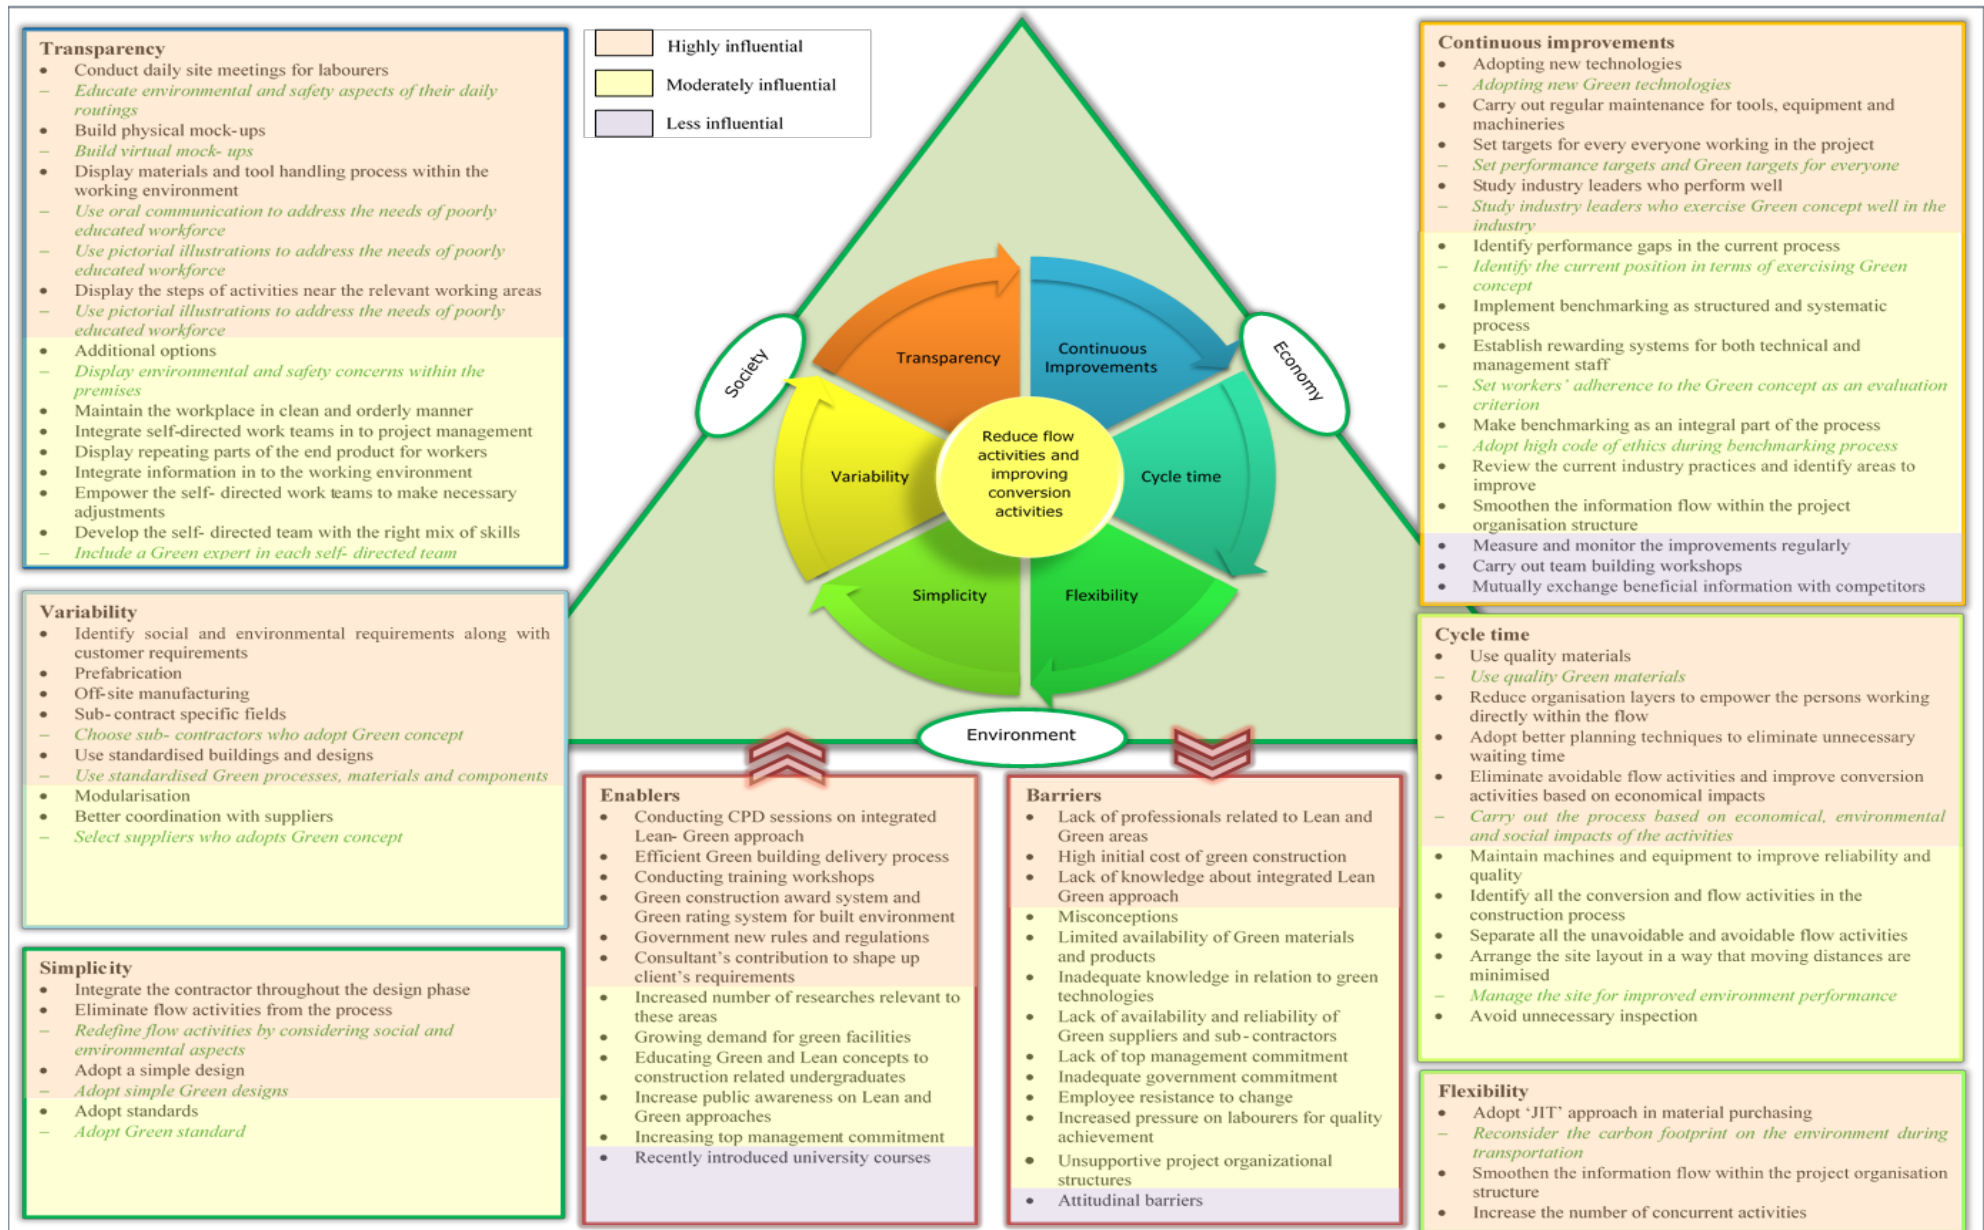 Transparency
• Conduct daily site meetings for labourers
– Educate environmental and safety aspects of their daily
routings
• Build physical mock-ups
– Build virtual mock- ups
• Display materials and tool handling process within the
working environment
– Use oral communication to address the needs of poorly
educated workforce
– Use pictorial illustrations to address the needs of poorly
educated workforce
• Display the steps of activities near the relevant working areas
– Use pictorial illustrations to address the needs of poorly
educated workforce
• Additional options
– Display environmental and safety concerns within the
premises
• Maintain the workplace in clean and orderly manner
• Integrate self-directed work teams in to project management
• Display repeating parts of the end product for workers
• Integrate information in to the working environment
• Empower the self- directed work teams to make necessary
adjustments
• Develop the self- directed team with the right mix of skills
– Include a Green expert in each self- directed team
Variability
• Identify social and environmental requirements along with
customer requirements
• Prefabrication
• Off-site manufacturing
• Sub- contract specific fields
– Choose sub- contractors who adopt Green concept
• Use standardised buildings and designs
– Use standardised Green processes, materials and components
• Modularisation
• Better coordination with suppliers
– Select suppliers who adopts Green concept
Simplicity
• Integrate the contractor throughout the design phase
• Eliminate flow activities from the process
– Redefine flow activities by considering social and
environmental aspects
• Adopt a simple design
– Adopt simple Green designs
• Adopt standards
– Adopt Green standard
Highly influential
Moderately influential
Less influential
Society
Economy
Environment
Transparency
Continuous
Improvements
Variability
Cycle time
Simplicity
Flexibility
Reduce flow
activities and
improving
conversion
activities
Enablers
• Conducting CPD sessions on integrated
Lean- Green approach
• Efficient Green building delivery process
• Conducting training workshops
• Green construction award system and
Green rating system for built environment
• Government new rules and regulations
• Consultant’s contribution to shape up
client’s requirements
• Increased number of researches relevant to
these areas
• Growing demand for green facilities
• Educating Green and Lean concepts to
construction related undergraduates
• Increase public awareness on Lean and
Green approaches
• Increasing top management commitment
• Recently introduced university courses
Barriers
• Lack of professionals related to Lean and
Green areas
• High initial cost of green construction
• Lack of knowledge about integrated Lean
Green approach
• Misconceptions
• Limited availability of Green materials
and products
• Inadequate knowledge in relation to green
technologies
• Lack of availability and reliability of
Green suppliers and sub- contractors
• Lack of top management commitment
• Inadequate government commitment
• Employee resistance to change
• Increased pressure on labourers for quality
achievement
• Unsupportive project organizational
structures
• Attitudinal barriers
Continuous improvements
• Adopting new technologies
– Adopting new Green technologies
• Carry out regular maintenance for tools, equipment and
machineries
• Set targets for every everyone working in the project
– Set performance targets and Green targets for everyone
• Study industry leaders who perform well
– Study industry leaders who exercise Green concept well in the
industry
• Identify performance gaps in the current process
– Identify the current position in terms of exercising Green
concept
• Implement benchmarking as structured and systematic
process
• Establish rewarding systems for both technical and
management staff
– Set workers’ adherence to the Green concept as an evaluation
criterion
• Make benchmarking as an integral part of the process
– Adopt high code of ethics during benchmarking process
• Review the current industry practices and identify areas to
improve
• Smoothen the information flow within the project
organisation structure
• Measure and monitor the improvements regularly
• Carry out team building workshops
• Mutually exchange beneficial information with competitors
Cycle time
• Use quality materials
– Use quality Green materials
• Reduce organisation layers to empower the persons working
directly within the flow
• Adopt better planning techniques to eliminate unnecessary
waiting time
• Eliminate avoidable flow activities and improve conversion
activities based on economical impacts
– Carry out the process based on economical, environmental
and social impacts of the activities
• Maintain machines and equipment to improve reliability and
quality
• Identify all the conversion and flow activities in the
construction process
• Separate all the unavoidable and avoidable flow activities
• Arrange the site layout in a way that moving distances are
minimised
– Manage the site for improved environment performance
• Avoid unnecessary inspection
Flexibility
• Adopt ‘JIT’ approach in material purchasing
– Reconsider the carbon footprint on the environment during
transportation
• Smoothen the information flow within the project organisation
structure
• Increase the number of concurrent activities